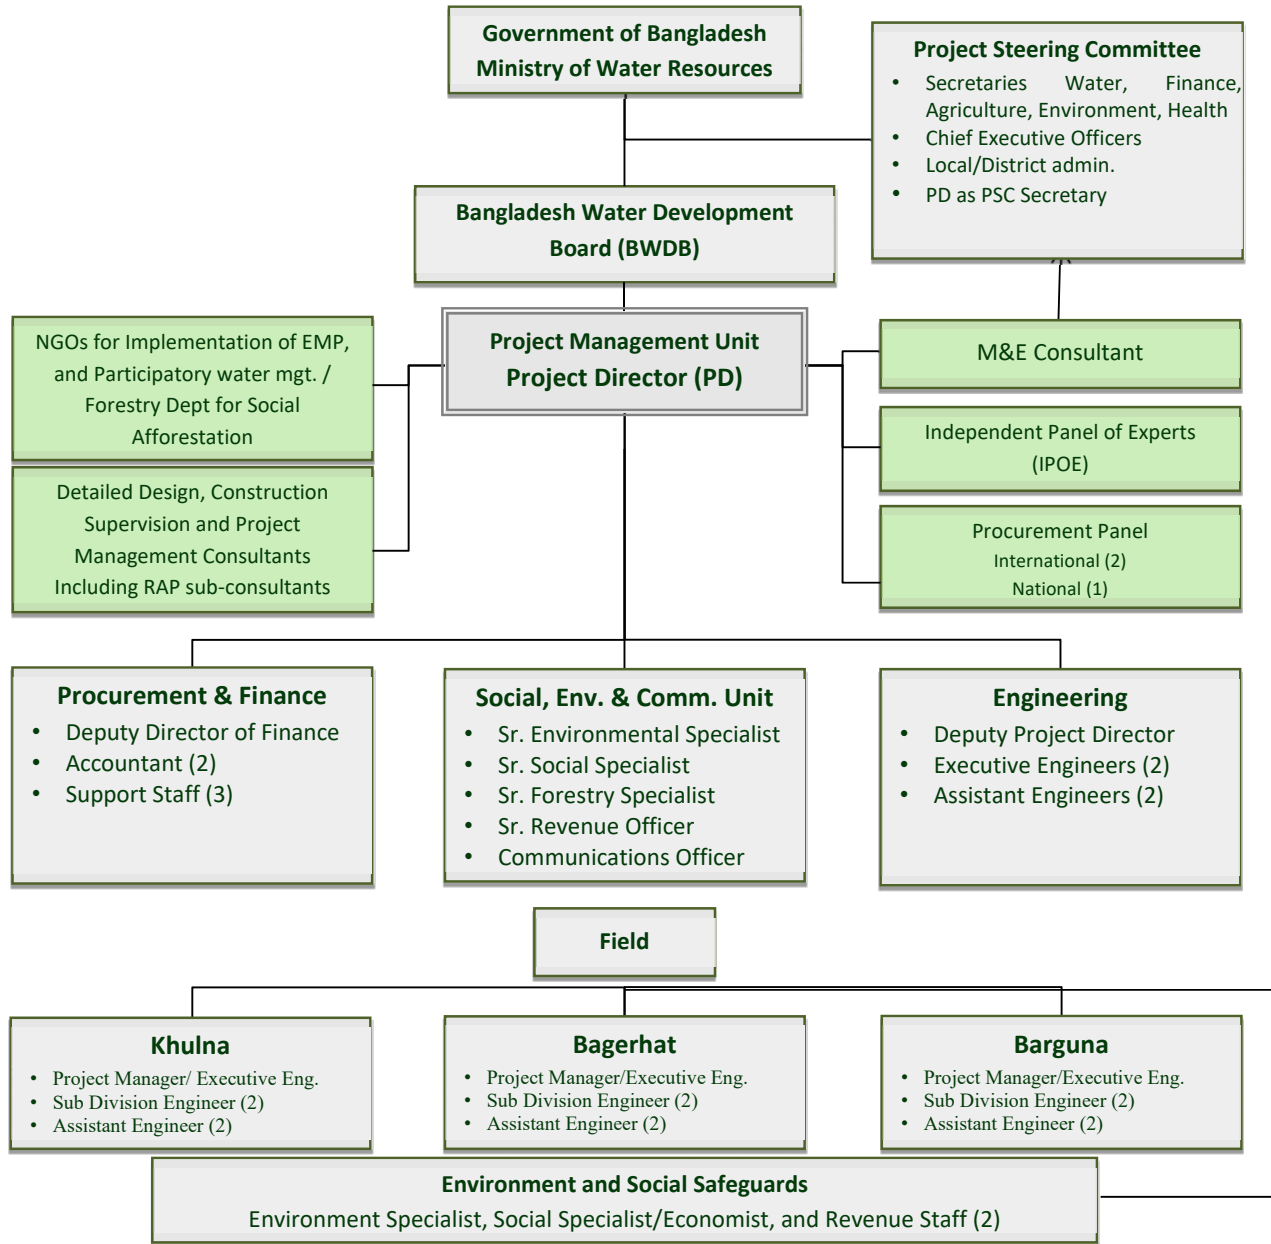 Government of Bangladesh
Ministry of Water Resources
Project Steering Committee
• Secretaries Water, Finance,
Agriculture, Environment, Health
• Chief Executive Officers
• Local/District admin.
• PD as PSC Secretary
Bangladesh Water Development
Board (BWDB)
NGOs for Implementation of EMP,
and Participatory water mgt. /
Forestry Dept for Social
Afforestation
Project Management Unit
Project Director (PD)
M&E Consultant
Independent Panel of Experts
(IPOE)
Detailed Design, Construction
Supervision and Project
Management Consultants
Including RAP sub-consultants
Procurement Panel
International (2)
National (1)
Procurement & Finance
• Deputy Director of Finance
• Accountant (2)
• Support Staff (3)
Social, Env. & Comm. Unit
• Sr. Environmental Specialist
• Sr. Social Specialist
• Sr. Forestry Specialist
• Sr. Revenue Officer
• Communications Officer
Engineering
• Deputy Project Director
• Executive Engineers (2)
• Assistant Engineers (2)
Field
Khulna
• Project Manager/ Executive Eng.
• Sub Division Engineer (2)
• Assistant Engineer (2)
Bagerhat
• Project Manager/Executive Eng.
• Sub Division Engineer (2)
• Assistant Engineer (2)
Barguna
• Project Manager/Executive Eng.
• Sub Division Engineer (2)
• Assistant Engineer (2)
Environment and Social Safeguards
Environment Specialist, Social Specialist/Economist, and Revenue Staff (2)